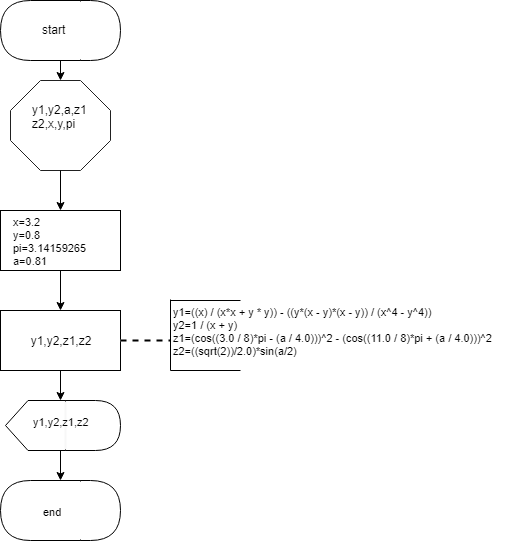 start
y1,y2,a,z1
z2,x,y,pi
x=3.2
y=0.8
pi=3.14159265
a=0.81
y1,y2,z1,z2
y1=((x) / (x*x + y * y)) - ((y*(x - y)*(x - y)) / (x^4 - y^4))
y2=1 / (x + y)
z1=(cos((3.0 / 8)*pi - (a / 4.0)))^2 - (cos((11.0 / 8)*pi + (a / 4.0)))^2
z2=((sqrt(2))/2.0)*sin(a/2)
y1,y2,z1,z2
end